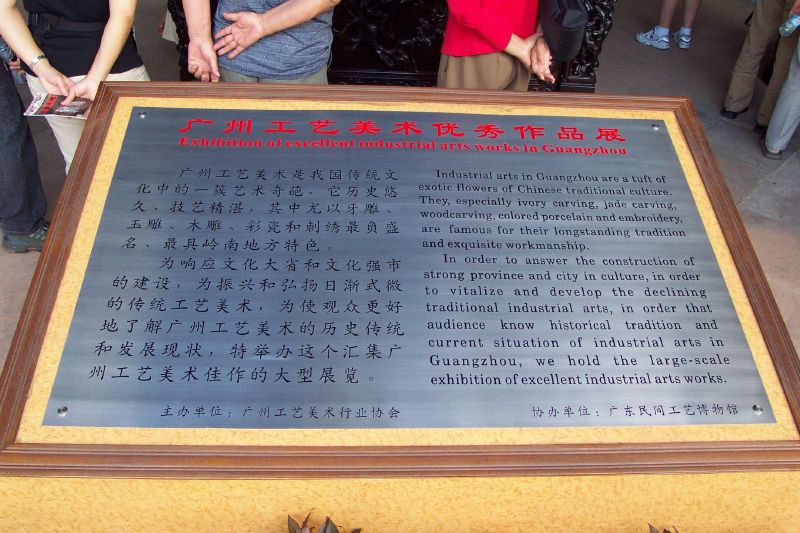 广州工艺美术优秀作品展
Exhibition of excellent industrial arts works in Guangzhou
广州工艺美术是我国传统文
化中的一簇艺术奇葩，它历史悠
久、技艺精湛，其中尤以牙雕、
玉雕、木雕、彩瓷和刺绣最负盛
名、最具岭南地方特色。
为响应文化大省和文化强市
的建设，为振兴和弘扬日渐式微
的传统工艺美术，为使观众更好
地了解广州工艺美术的历史传统
和发展现状，特举办这个汇集广
州工艺美术佳作的大型展览。
Industrial arts in Guangzhou are a tuft of
exotic flowers of Chinese traditional culture.
They, especially ivory carving, jade carving,
woodcarving, colored porcelain and embroidery,
are famous for their longstanding tradition
and exquisite workmanship.
In order to answer the construction of
strong province and city in culture, in order
to vitalize and develop the declining
traditional industrial arts, in order that
audience know historical tradition and
current situation of industrial arts in
Guangzhou, we hold the large-scale
exhibition of excellent industrial arts works.
主办单位：广州工艺美术行业协会
协办单位：广东民间工艺博物馆